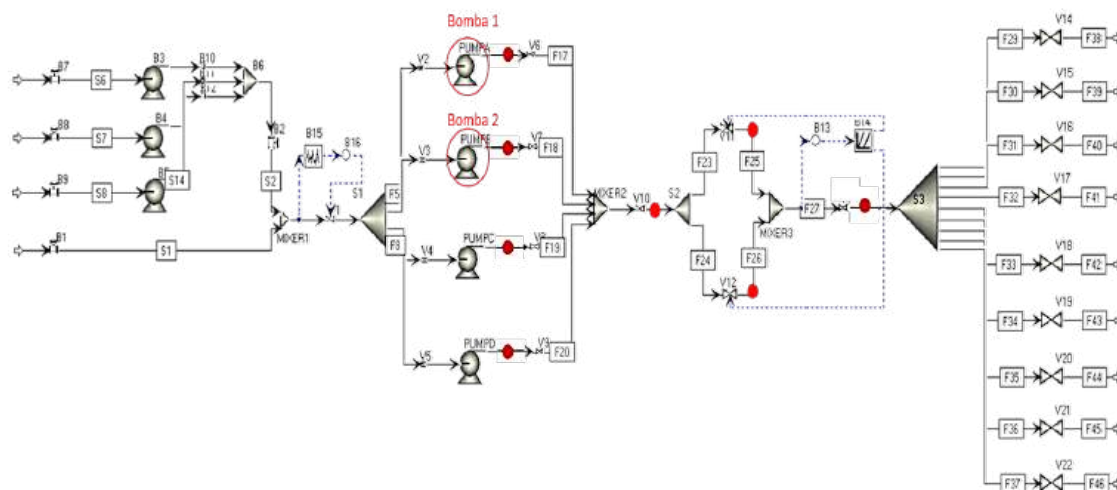 Bomba 1
Bomba 2
B7
S6
B3
B10
B6
B8
S7
B4
B2
B9
S8
S14
S2
B1
S1
MIXER1
B15
B16
S1
F5
F8
V2
PUMPA
V6
F17
V3
F18
V4
PUMPC
F19
V5
PUMPD
V9
F20
MIXER2
V10
S2
F23
F25
F24
V12
F26
MIXER3
B13
B14
F27
S3
F29
V14
F38
F30
V15
F39
F31
V16
F40
F32
V17
F41
F33
V18
F42
F34
V19
F43
F35
V20
F44
F36
V21
F45
F37
V22
F46